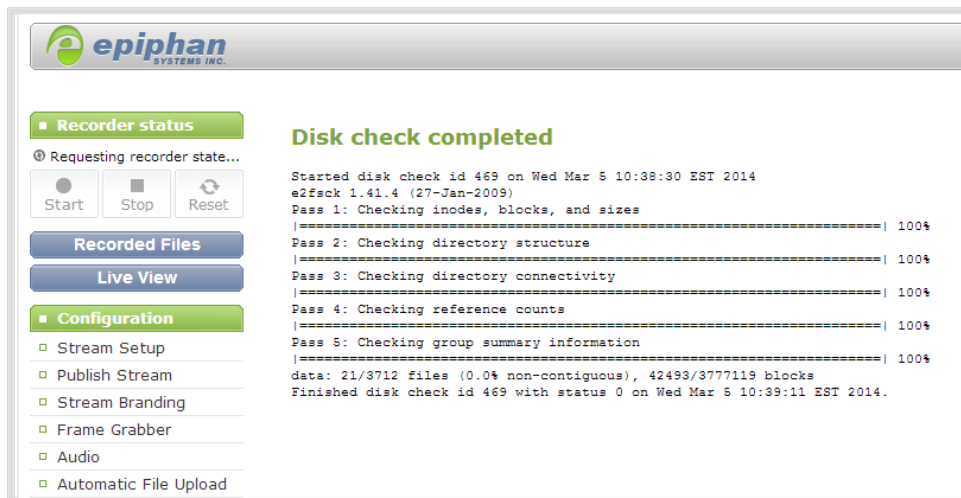 epiphan
SYSTEMS INC.
Recorder status
Requesting recorder state...
Start Stop Reset
Recorded Files
Live View
Configuration
Stream Setup
Publish Stream
Stream Branding
Frame Grabber
Audio
Automatic File Upload
Disk check completed
Started disk check id 469 on Wed Mar 5 10:38:30 EST 2014
e2fsck 1.41.4 (27-Jan-2009)
Pass 1: Checking inodes, blocks, and sizes
|======================================================================| 100%
Pass 2: Checking directory structure
|======================================================================| 100%
Pass 3: Checking directory connectivity
|======================================================================| 100%
Pass 4: Checking reference counts
|======================================================================| 100%
Pass 5: Checking group summary information
|======================================================================| 100%
data: 21/3712 files (0.0% non-contiguous), 42493/3777119 blocks
Finished disk check id 469 with status 0 on Wed Mar 5 10:39:11 EST 2014.